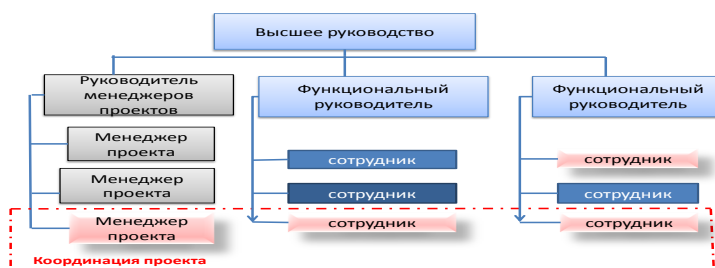 Высшее руководство
Руководитель
менеджеров
проектов
Функциональный
руководитель
Функциональный
руководитель
Менеджер
проекта
сотрудник
сотрудник
Менеджер
проекта
сотрудник
сотрудник
Менеджер
проекта
сотрудник
сотрудник
Координация проекта